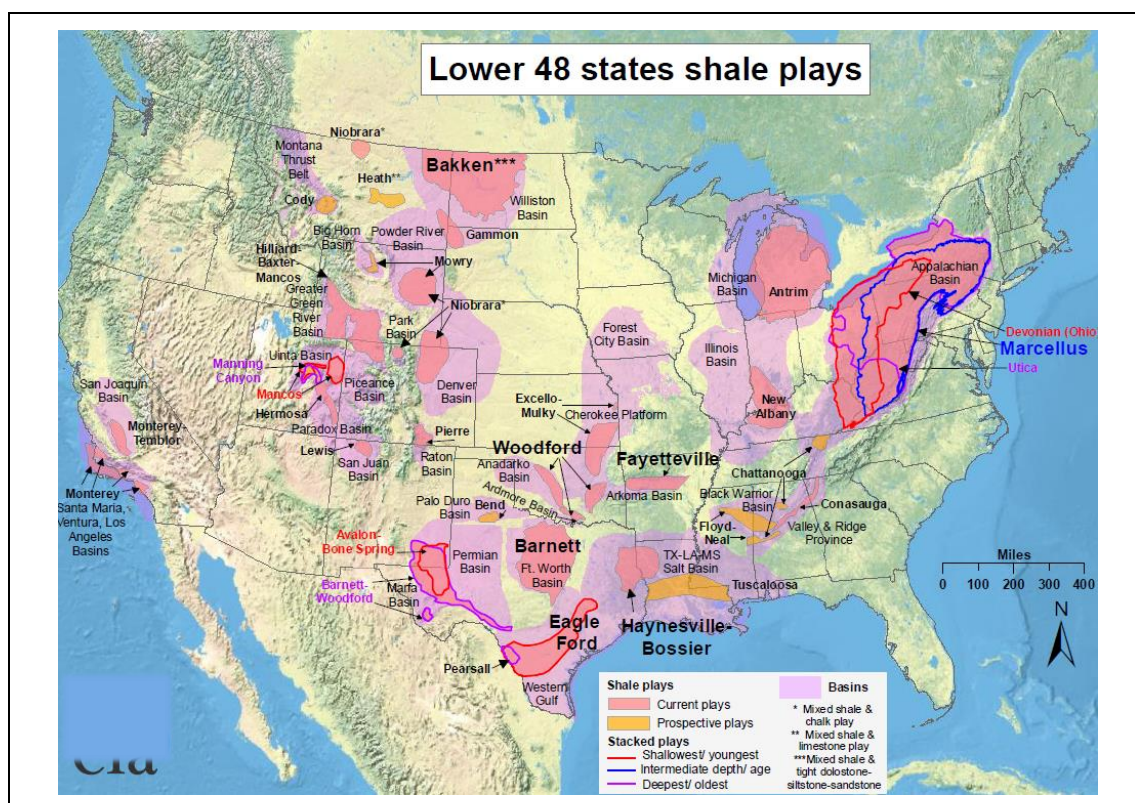 Lower 48 states shale plays
Niobrara*
Montana
Thrust
Belt
Bakken***
Heath**
Cody
Williston
Basin
Big Horn
Basin
Powder River
Basin
Gammon
Hilliard-
Baxter-
Mancos
Mowry
Greater
Green
River
Basin
Niobrara*
Park
Basin
Michigan
Basin
Antrim
Appalachian
Basin
Devonian (Ohio)
Marcellus
Utica
Forest
City Basin
Illinois
Basin
Uinta Basin
Manning
Canyon
Mancos
Piceance
Basin
Denver
Basin
San Joaquin
Basin
Hermosa
Excello-
Mulky
Cherokee Platform
New
Albany
Monterey-
Temblor
Paradox Basin
Lewis
San Juan
Basin
Pierre
Raton
Basin
Woodford
Anadarko
Basin
Fayetteville
Chattanooga
Arkoma Basin
Black Warrior
Basin
Conasauga
Monterey
Santa Maria,
Ventura, Los
Angeles
Basins
Palo Duro
Basin
Bend
Ardmore Basin
Floyd-
Neal
Valley & Ridge
Province
Avalon-
Bone Spring
Permian
Basin
Barnett
Ft. Worth
Basin
TX-LA-MS
Salt Basin
Tuscaloosa
Barnett-
Woodford
Marfa
Basin
Eagle
Ford
Haynesville-
Bossier
Pearsall
Western
Gulf
Miles
0 100 200 300 400
N
Shale plays
Current plays
Prospective plays
Stacked plays
Shallowest/ youngest
Intermediate depth/ age
Deepest/ oldest
Basins
* Mixed shale &
chalk play
** Mixed shale &
limestone play
***Mixed shale &
tight dolostone-
siltstone-sandstone
eia